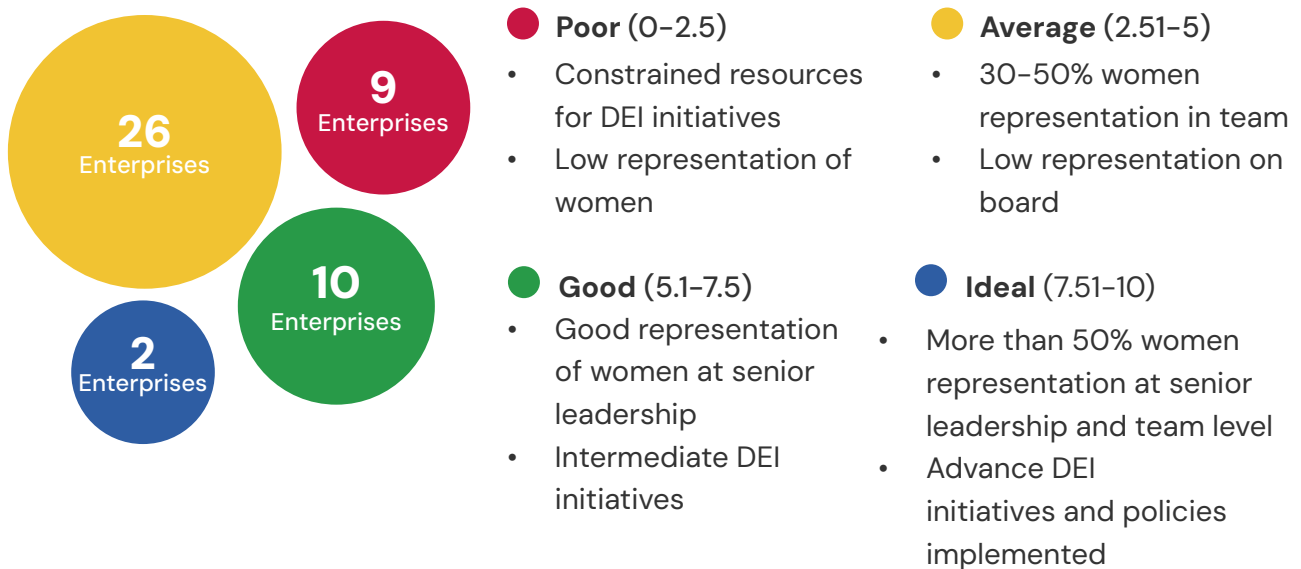 26
Enterprises
9
Enterprises
10
Enterprises
2
Enterprises
Poor (0-2.5)
• Constrained resources
for DEI initiatives
• Low representation of
women
Average (2.51-5)
• 30-50% women
representation in team
• Low representation on
board
Good (5.1-7.5)
• Good representation
of women at senior
leadership
• Intermediate DEI
initiatives
Ideal (7.51-10)
• More than 50% women
representation at senior
leadership and team level
• Advance DEI
initiatives and policies
implemented